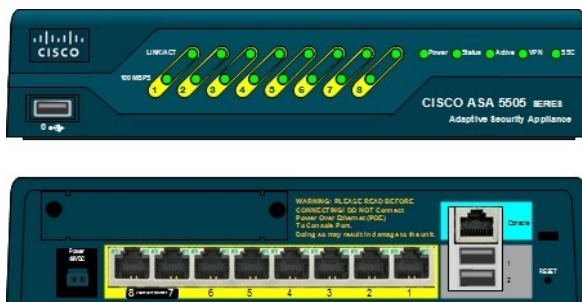 CISCO
LINK/ACT
100 MBPS
1 2 3 4 5 6 7 8
Power Status Active VPN SSC
0
CISCO ASA 5505 SERIES
Adaptive Security Appliance
WARNING: PLEASE READ BEFORE
CONNECTING! DO NOT Connect
Power Over Ethernet (POE)
To Console Port.
Doing so may result in damage to the unit.
Console
Power
48VDC
1
2
RESET
8 7 6 5 4 3 2 1